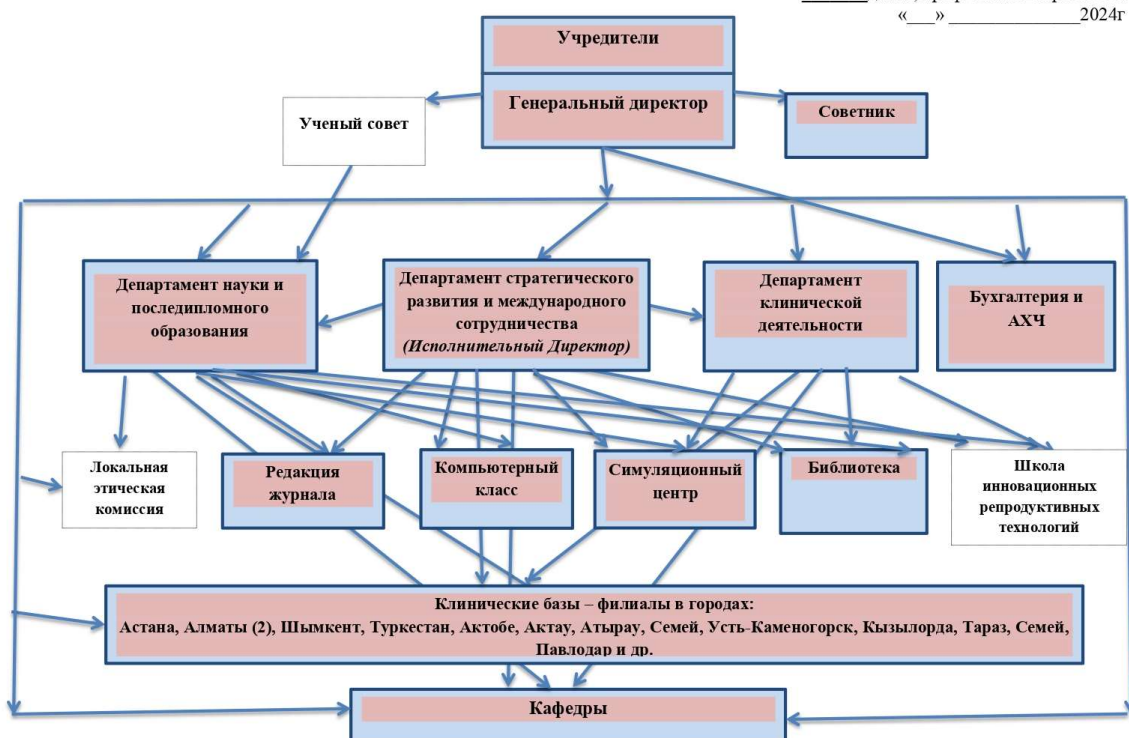 «___» _____________2024г
Учредители
Генеральный директор
Советник
Ученый совет
Департамент науки и
последипломного
образования
Департамент стратегического
развития и международного
сотрудничества
(Исполнительный Директор)
Департамент
клинической
деятельности
Бухгалтерия и
АХЧ
Локальная
этическая
комиссия
Редакция
журнала
Компьютерный
класс
Симуляционный
центр
Библиотека
Школа
инновационных
репродуктивных
технологий
Клинические базы – филиалы в городах:
Астана, Алматы (2), Шымкент, Туркестан, Актобе, Актау, Атырау, Семей, Усть-Каменогорск, Кызылорда, Тараз, Семей,
Павлодар и др.
Кафедры